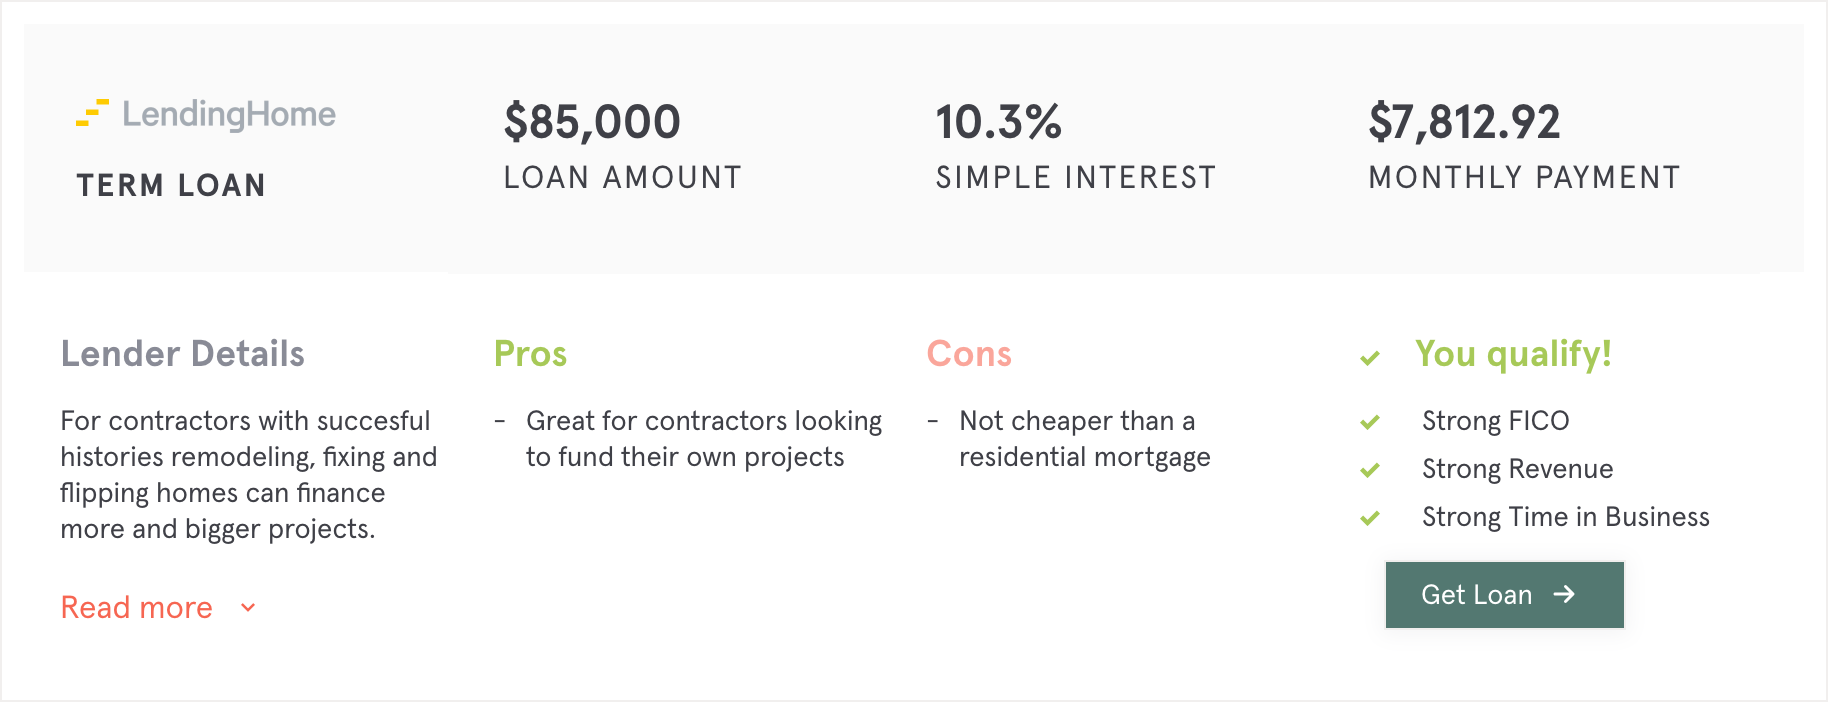 LendingHome
TERM LOAN
$85,000
LOAN AMOUNT
10.3%
SIMPLE INTEREST
$7,812.92
MONTHLY PAYMENT
Lender Details
For contractors with succesful
histories remodeling, fixing and
flipping homes can finance
more and bigger projects.
Read more
Pros
- Great for contractors looking
to fund their own projects
Cons
- Not cheaper than a
residential mortgage
You qualify!
Strong FICO
Strong Revenue
Strong Time in Business
Get Loan →